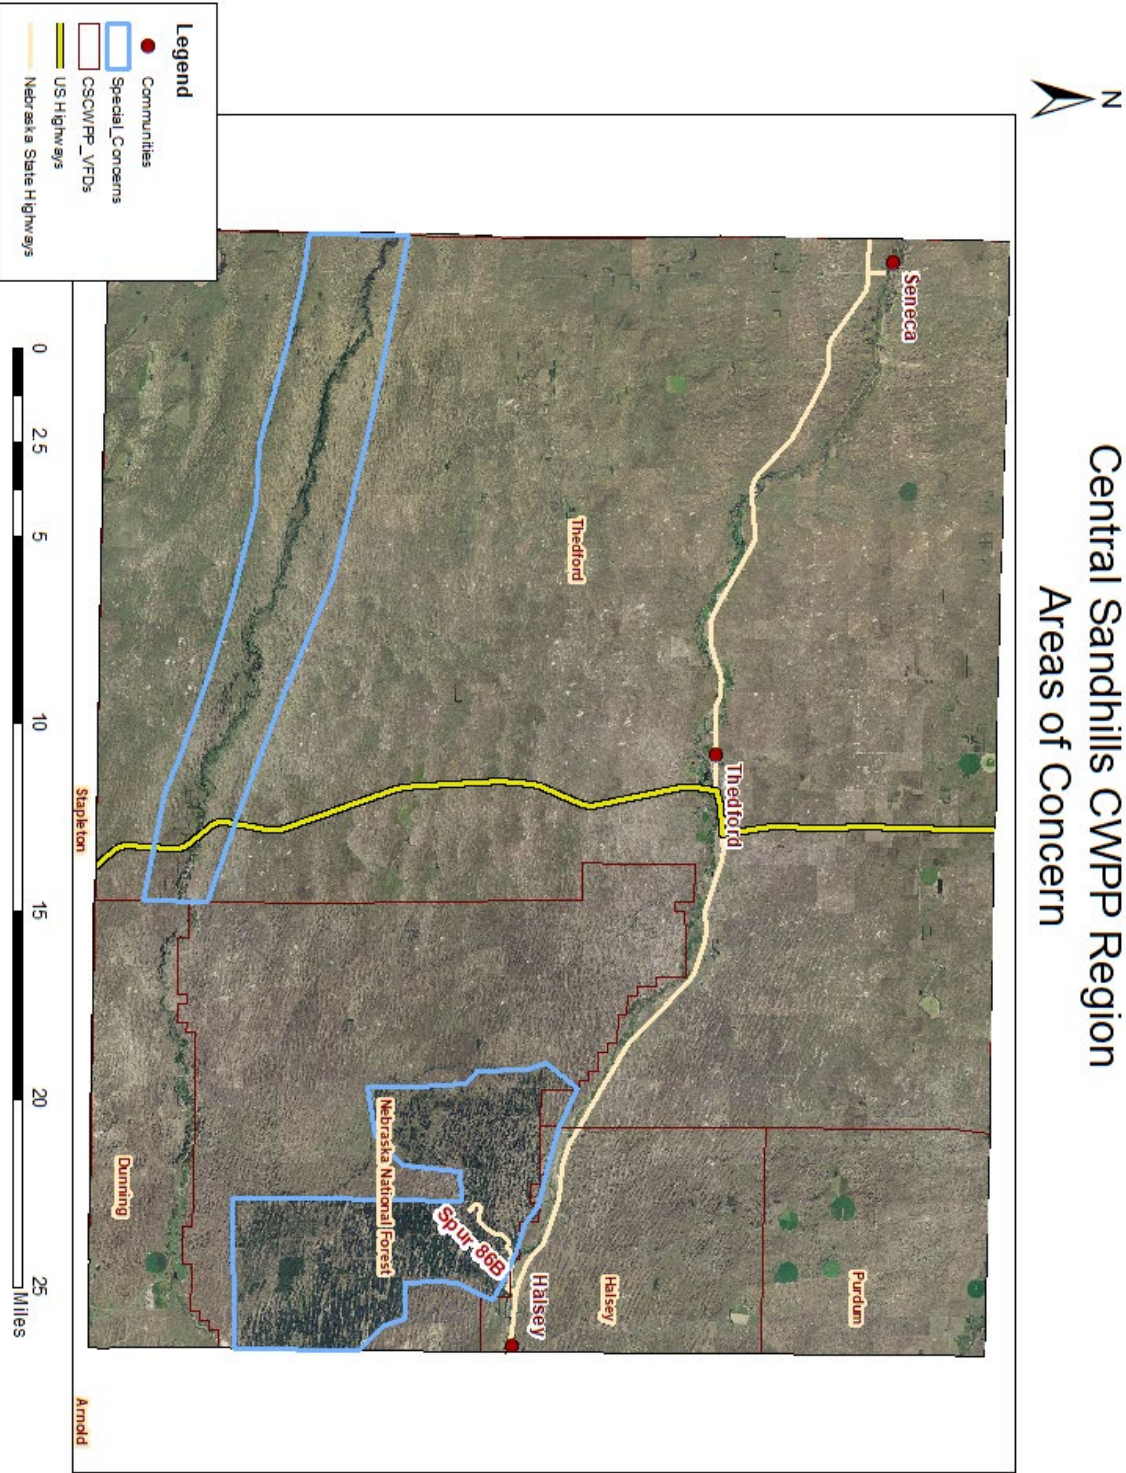 Central Sandhills CWPP Region
Areas of Concern
N
Seneca
Thedford
Thedford
Purdum
Halsey
Halsey
Spur 86B
Nebraska National Forest
Dunning
Stapleton
Arnold
Legend
Communities
Special_Concerns
CSCWPP_VFDs
US Highways
Nebraska State Highways
0 2.5 5 10 15 20 25
Miles